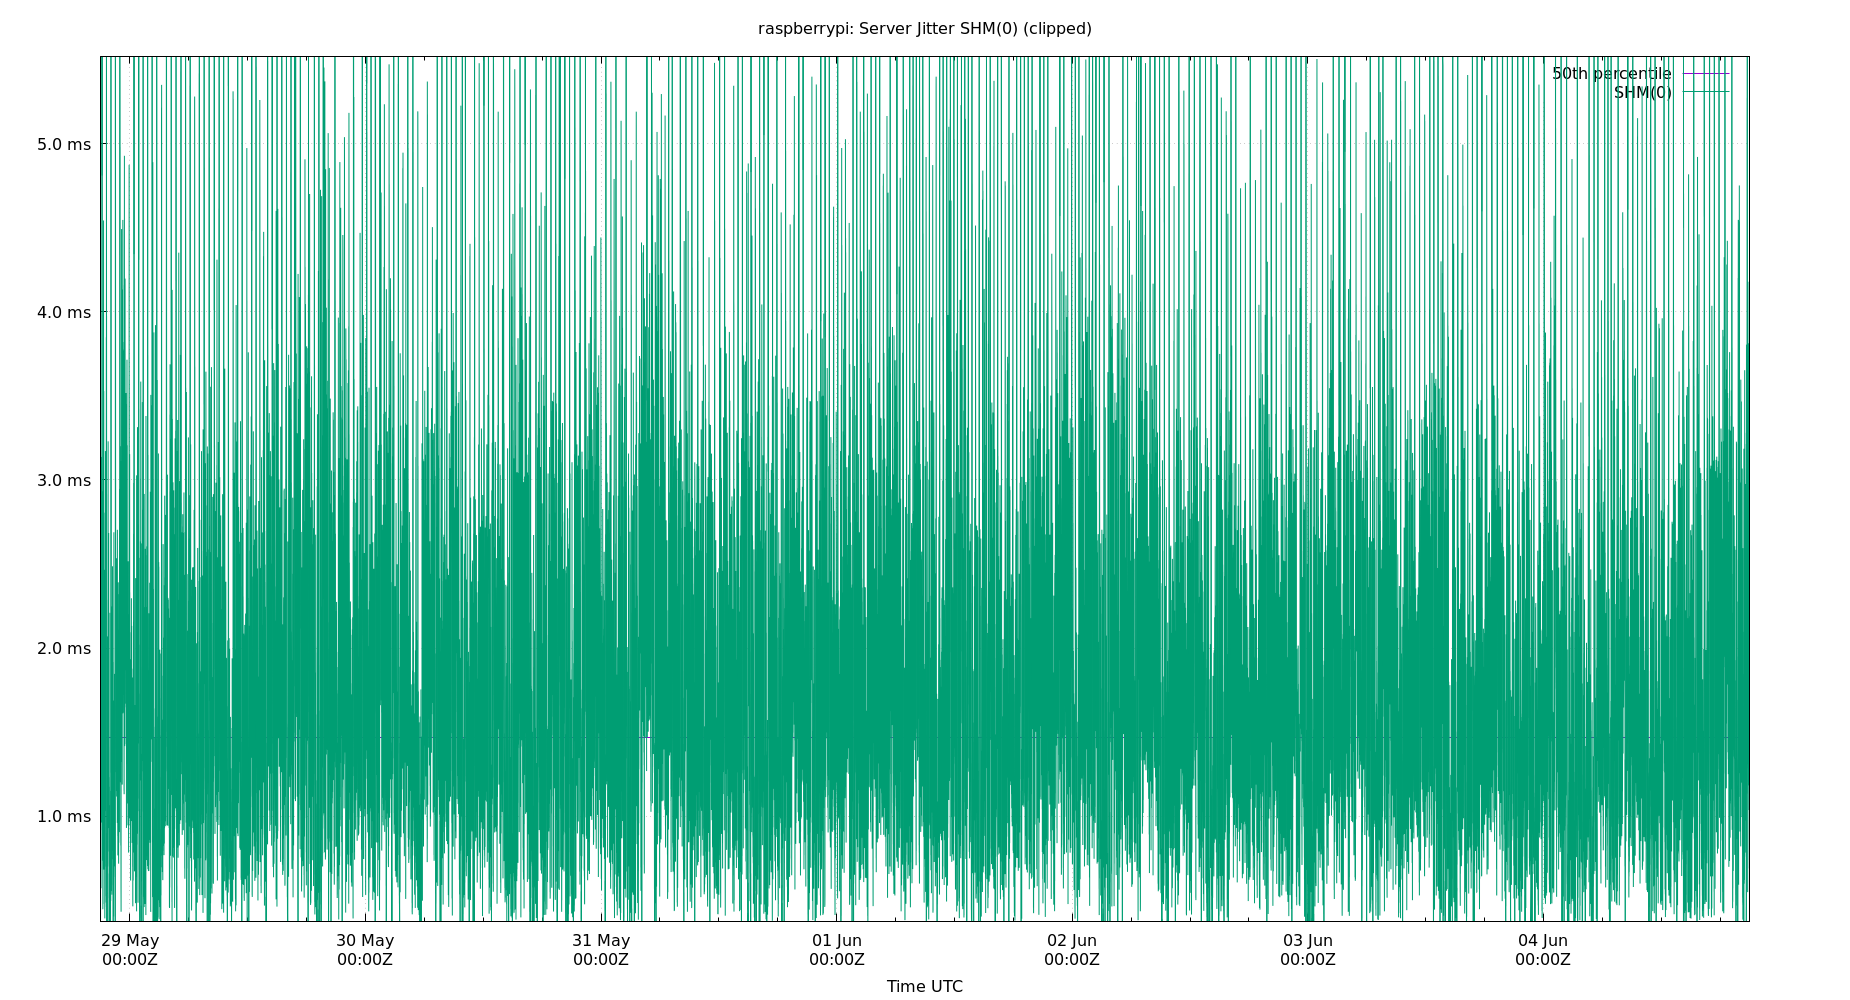 raspberrypi: Server Jitter SHM(0) (clipped)
50th percentile
SHM(0)
5.0 ms
4.0 ms
3.0 ms
2.0 ms
1.0 ms
29 May 30 May 31 May 01 Jun 02 Jun 03 Jun 04 Jun
00:00Z 00:00Z 00:00Z 00:00Z 00:00Z 00:00Z 00:00Z
Time UTC